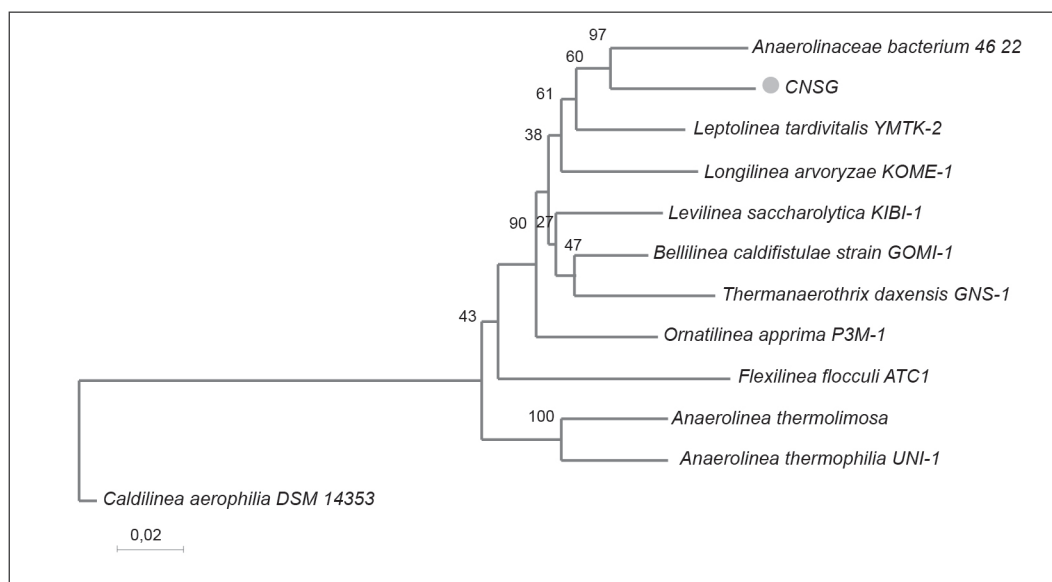 97
Anaerolinaceae bacterium 46 22
60
CNSG
61
Leptolinea tardivitalis YMTK-2
38
Longilinea arvoryzae KOME-1
Levilinea saccharolytica KIBI-1
90
27
47
Bellilinea caldifistulae strain GOMI-1
Thermanaerothrix daxensis GNS-1
43
Ornatilinea apprima P3M-1
Flexilinea flocculi ATC1
100
Anaerolinea thermolimosa
Anaerolinea thermophilia UNI-1
Caldilinea aerophilia DSM 14353
0,02